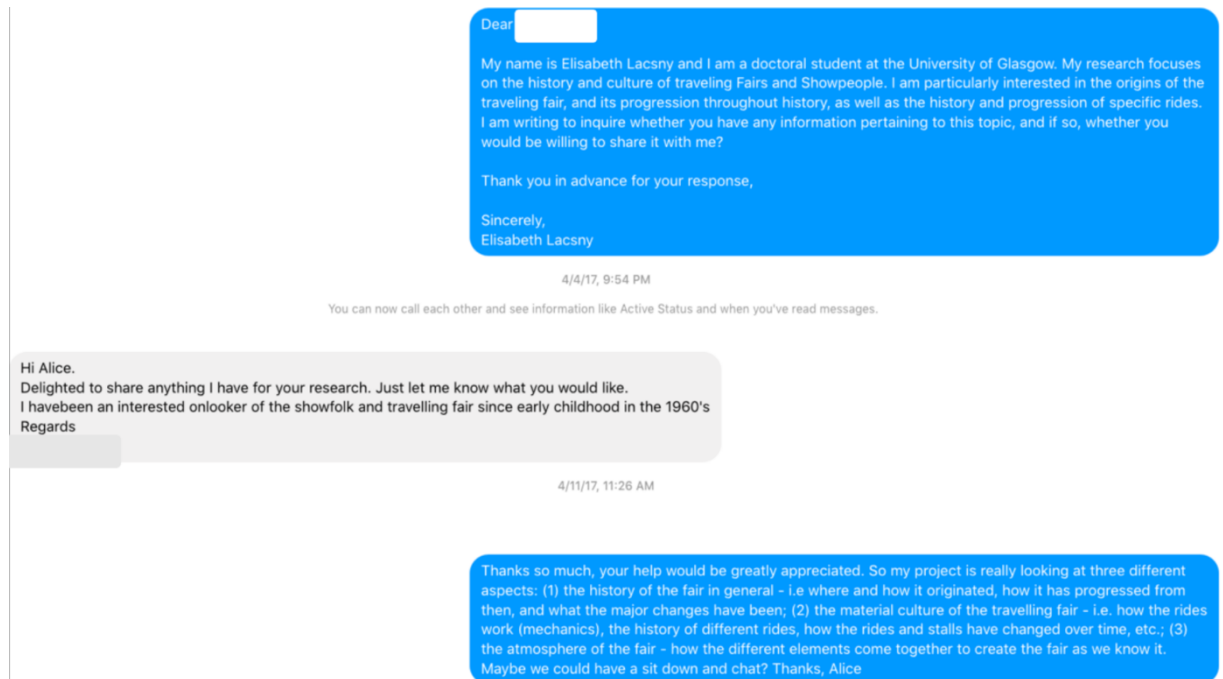 Dear
My name is Elisabeth Lacsny and I am a doctoral student at the University of Glasgow. My research focuses
on the history and culture of traveling Fairs and Showpeople. I am particularly interested in the origins of the
traveling fair, and its progression throughout history, as well as the history and progression of specific rides.
I am writing to inquire whether you have any information pertaining to this topic, and if so, whether you
would be willing to share it with me?
Thank you in advance for your response,
Sincerely,
Elisabeth Lacsny
4/4/17, 9:54 PM
You can now call each other and see information like Active Status and when you've read messages.
Hi Alice.
Delighted to share anything I have for your research. Just let me know what you would like.
I havebeen an interested onlooker of the showfolk and travelling fair since early childhood in the 1960's
Regards
4/11/17, 11:26 AM
Thanks so much, your help would be greatly appreciated. So my project is really looking at three different
aspects: (1) the history of the fair in general - i.e where and how it originated, how it has progressed from
then, and what the major changes have been; (2) the material culture of the travelling fair - i.e. how the rides
work (mechanics), the history of different rides, how the rides and stalls have changed over time, etc.; (3)
the atmosphere of the fair - how the different elements come together to create the fair as we know it.
Maybe we could have a sit down and chat? Thanks, Alice